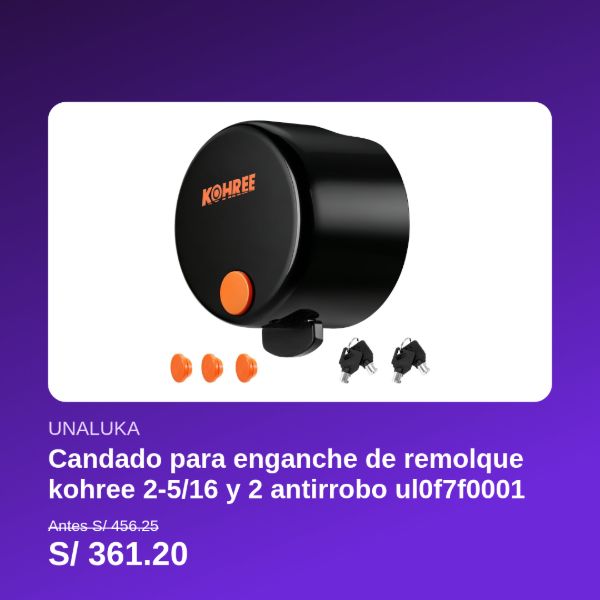 KOHREE
UNALUKA
Candado para enganche de remolque
kohree 2-5/16 y 2 antirrobo ul0f7f0001
Antes S/ 456.25
S/ 361.20